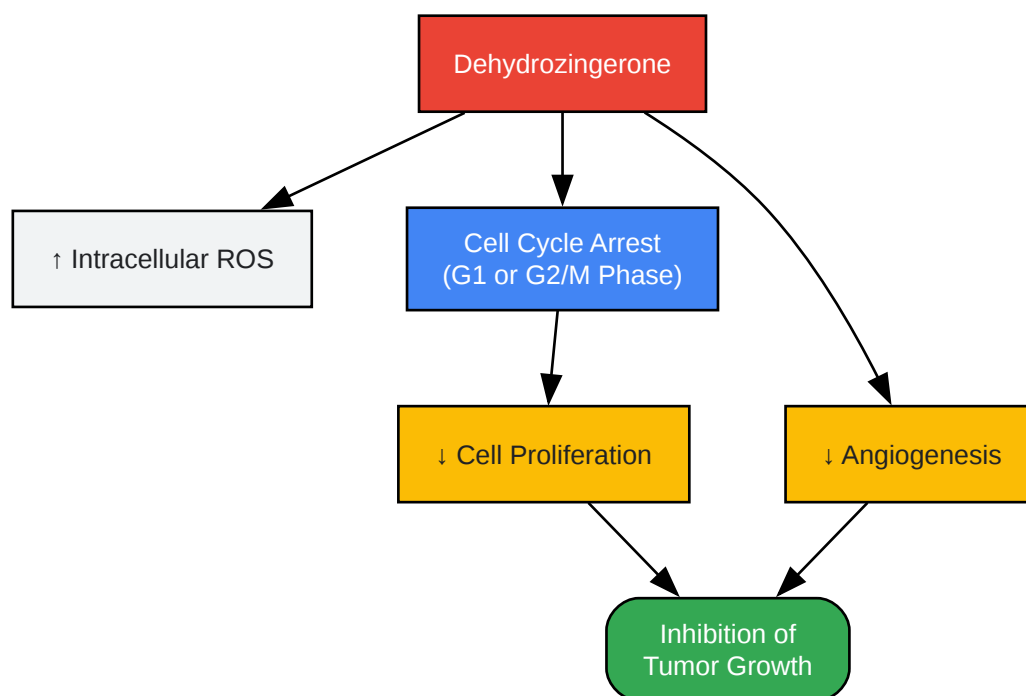 Dehydrozingerone
↑ Intracellular ROS
Cell Cycle Arrest
(G1 or G2/M Phase)
↓ Cell Proliferation
↓ Angiogenesis
Inhibition of
Tumor Growth